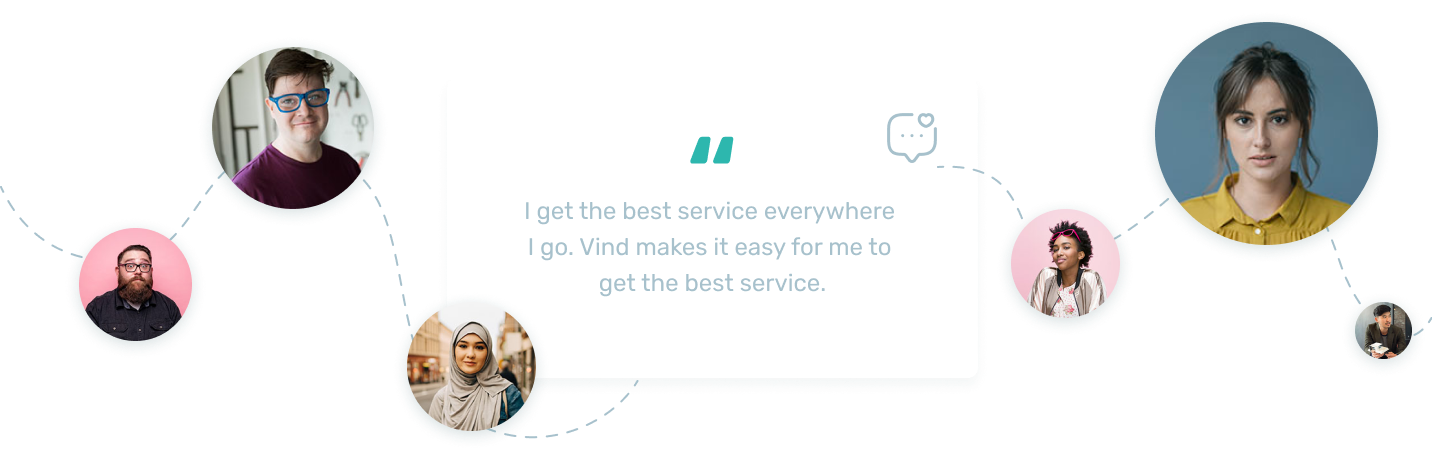 I get the best service everywhere
I go. Vind makes it easy for me to
get the best service.